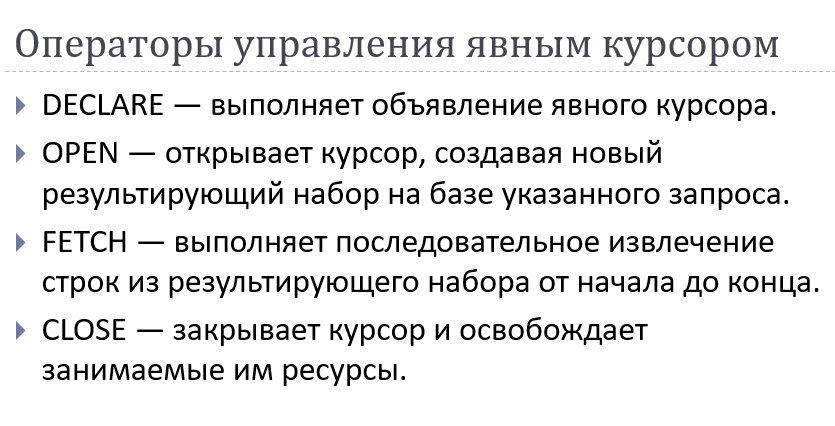 Операторы управления явным курсором
DECLARE — выполняет объявление явного курсора.
OPEN — открывает курсор, создавая новый
результирующий набор на базе указанного запроса.
FETCH — выполняет последовательное извлечение
строк из результирующего набора от начала до конца.
CLOSE — закрывает курсор и освобождает
занимаемые им ресурсы.